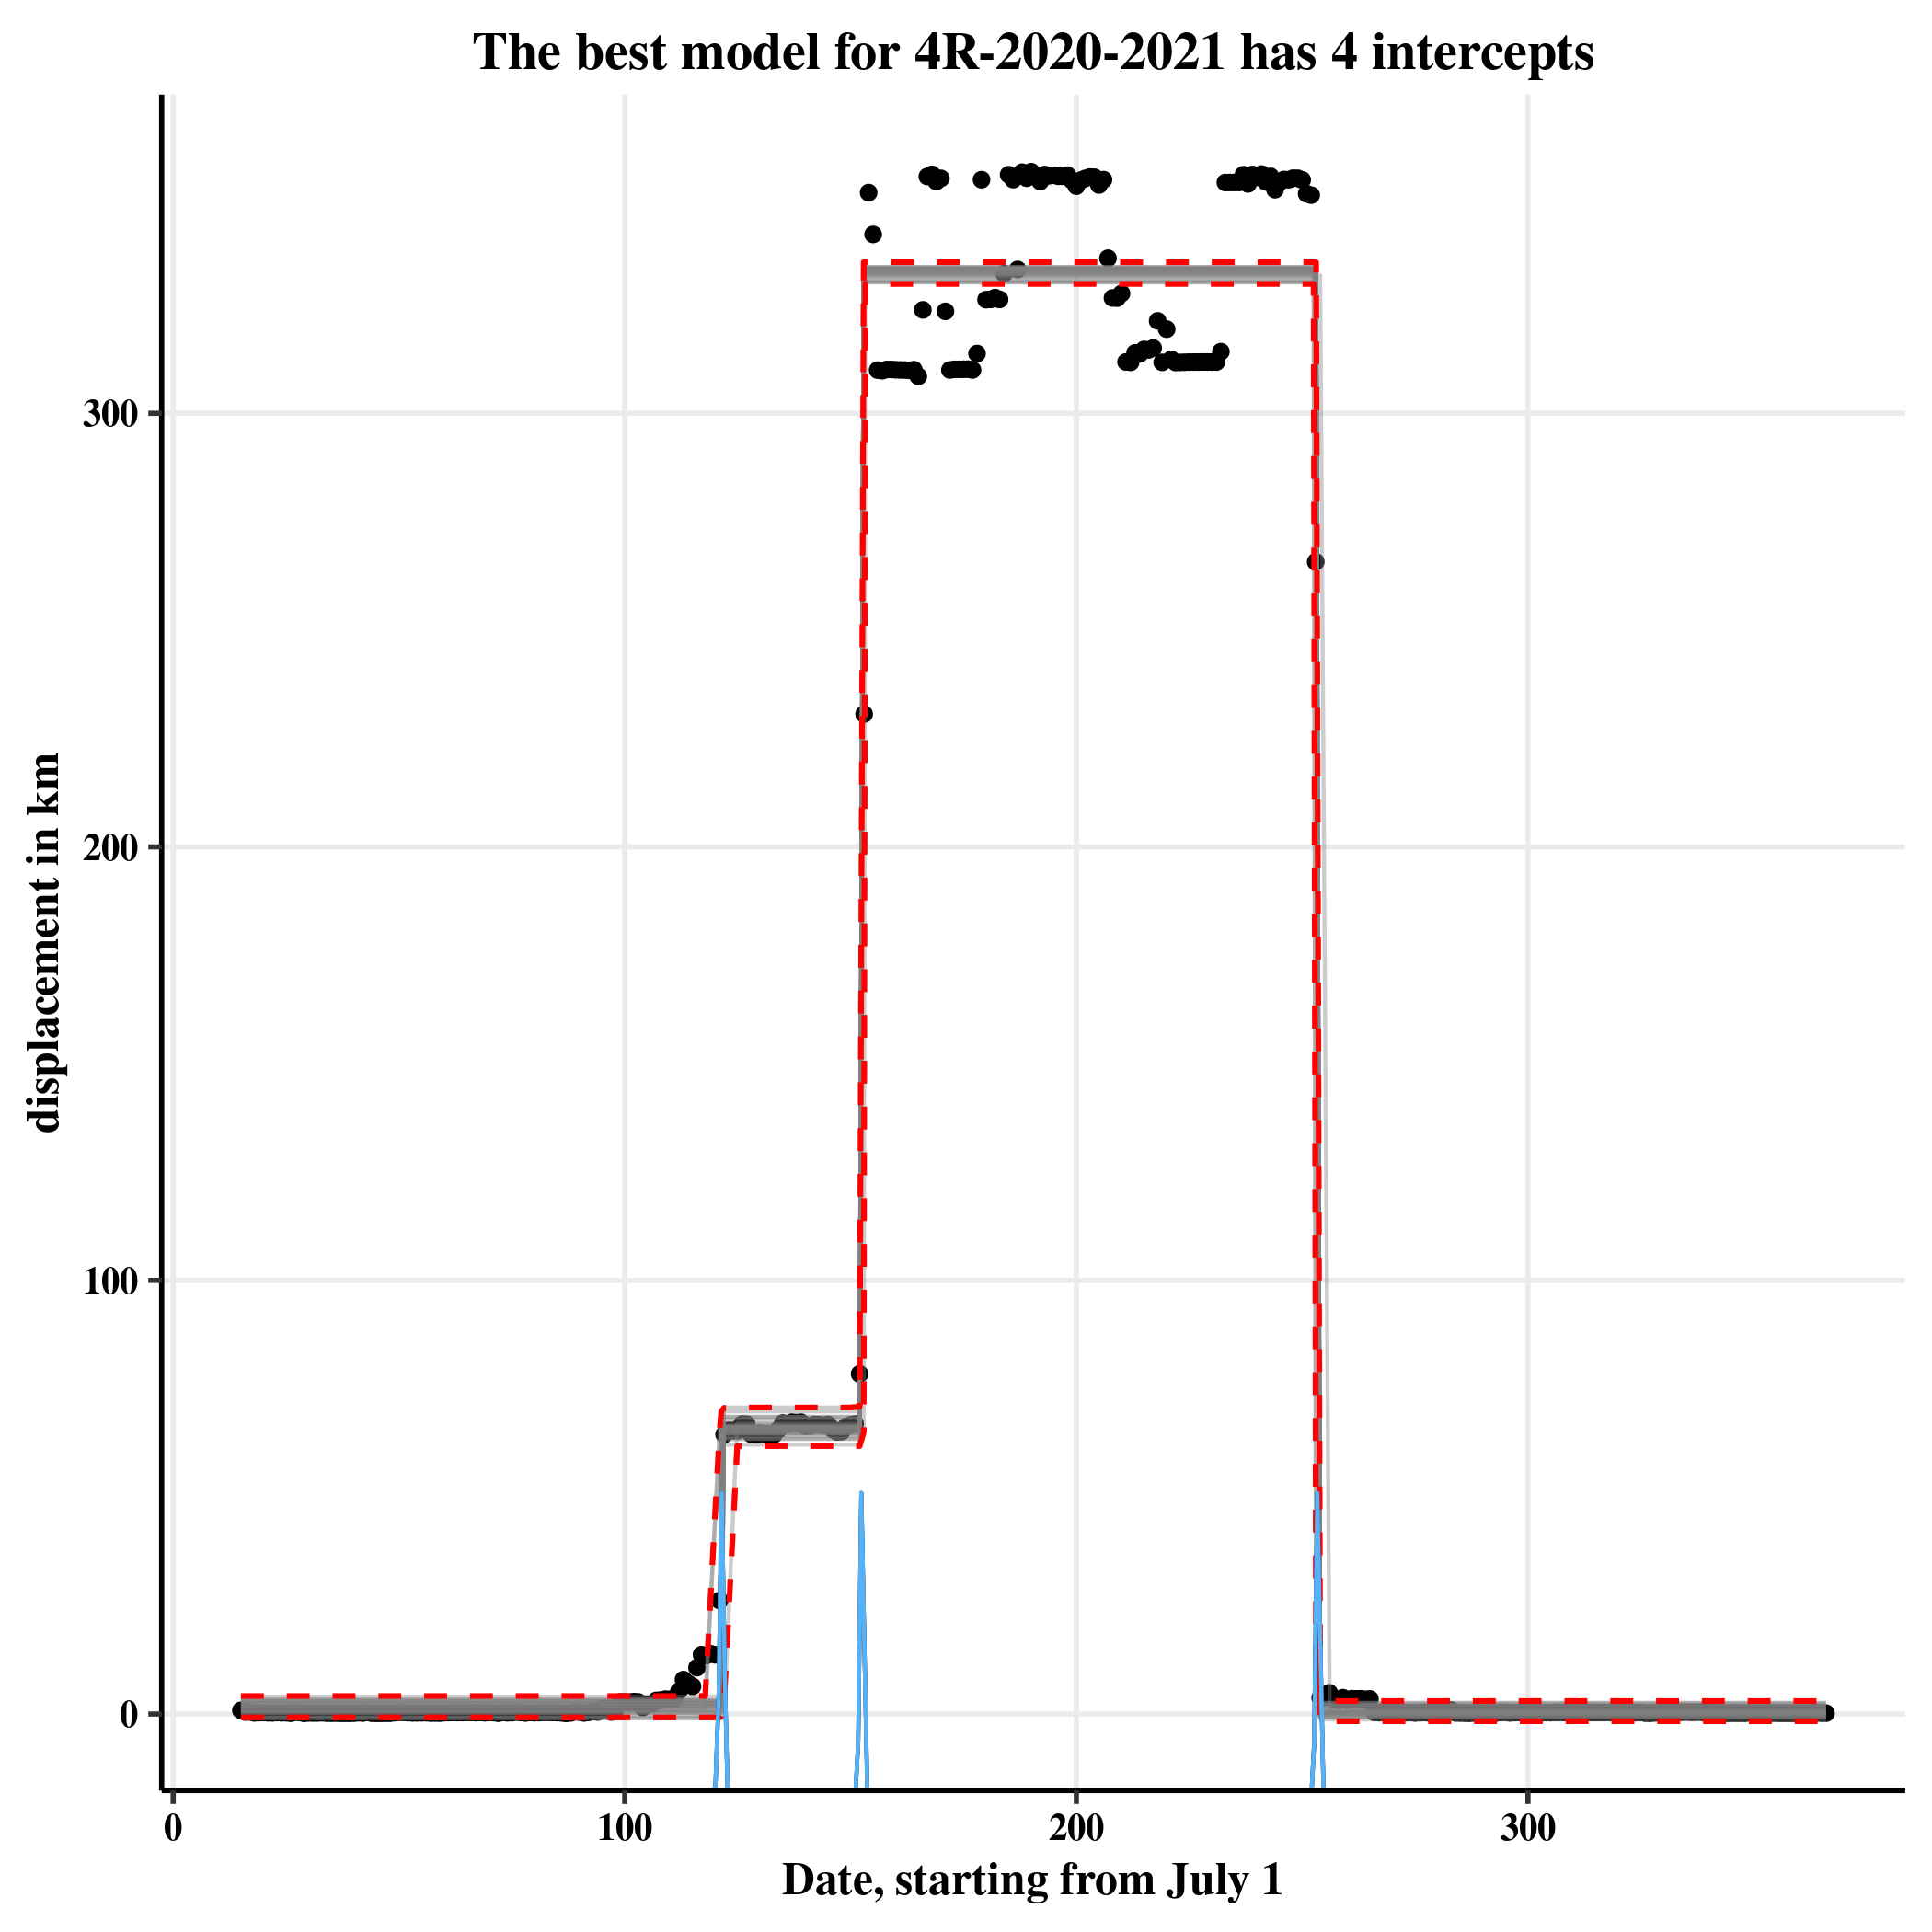 The best model for 4R-2020-2021 has 4 intercepts
displacement in km
300
200
100
0
0 100 200 300
Date, starting from July 1